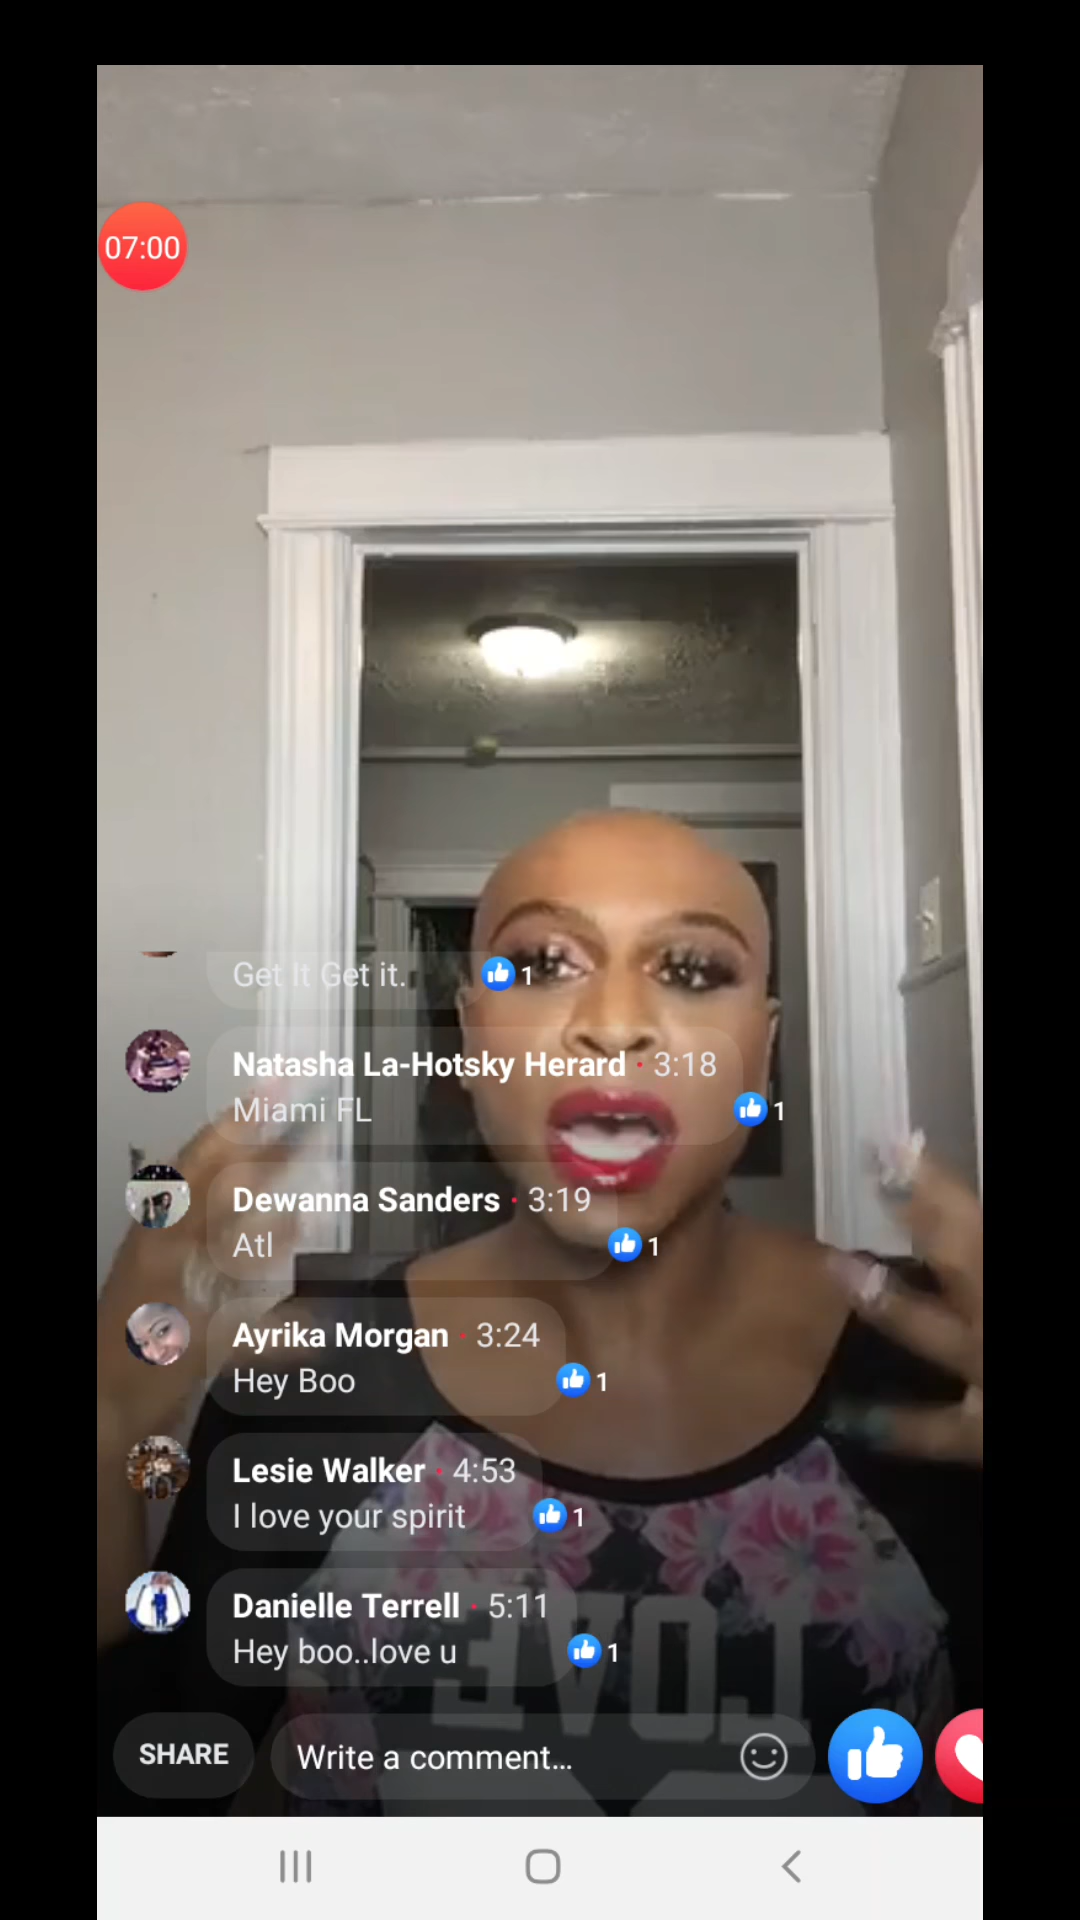 07:00
Get It Get it.
1
Natasha La-Hotsky Herard · 3:18
Miami FL
1
Dewanna Sanders · 3:19
Atl
1
Ayrika Morgan · 3:24
Hey Boo
1
Lesie Walker · 4:53
I love your spirit
1
Danielle Terrell · 5:11
Hey boo..love u
1
LOVE
SHARE
Write a comment...